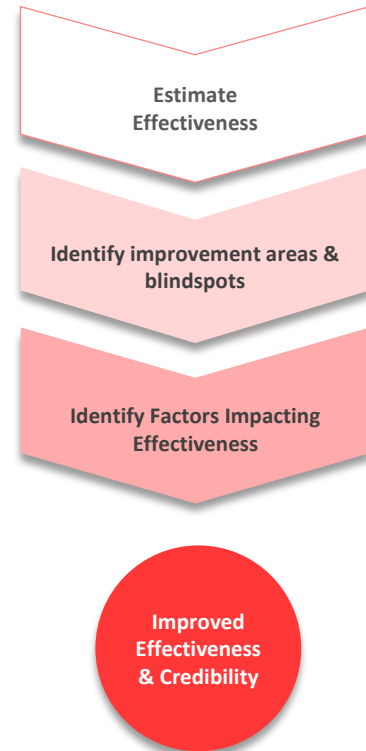 Estimate
Effectiveness
Identify improvement areas &
blindspots
Identify Factors Impacting
Effectiveness
Improved
Effectiveness
& Credibility